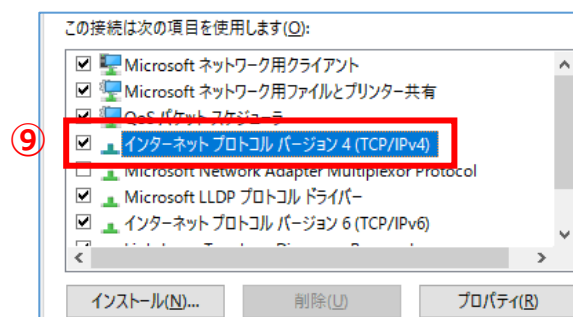 この接続は次の項目を使用します(O):
Microsoft ネットワーク用クライアント
Microsoft ネットワーク用ファイルとプリンター共有
QoS パケット スケジューラ
⑨ インターネット プロトコル バージョン 4 (TCP/IPv4)
Microsoft Network Adapter Multiplexor Protocol
Microsoft LLDP プロトコル ドライバー
インターネット プロトコル バージョン 6 (TCP/IPv6)
インストール(N)... 削除(U) プロパティ(R)